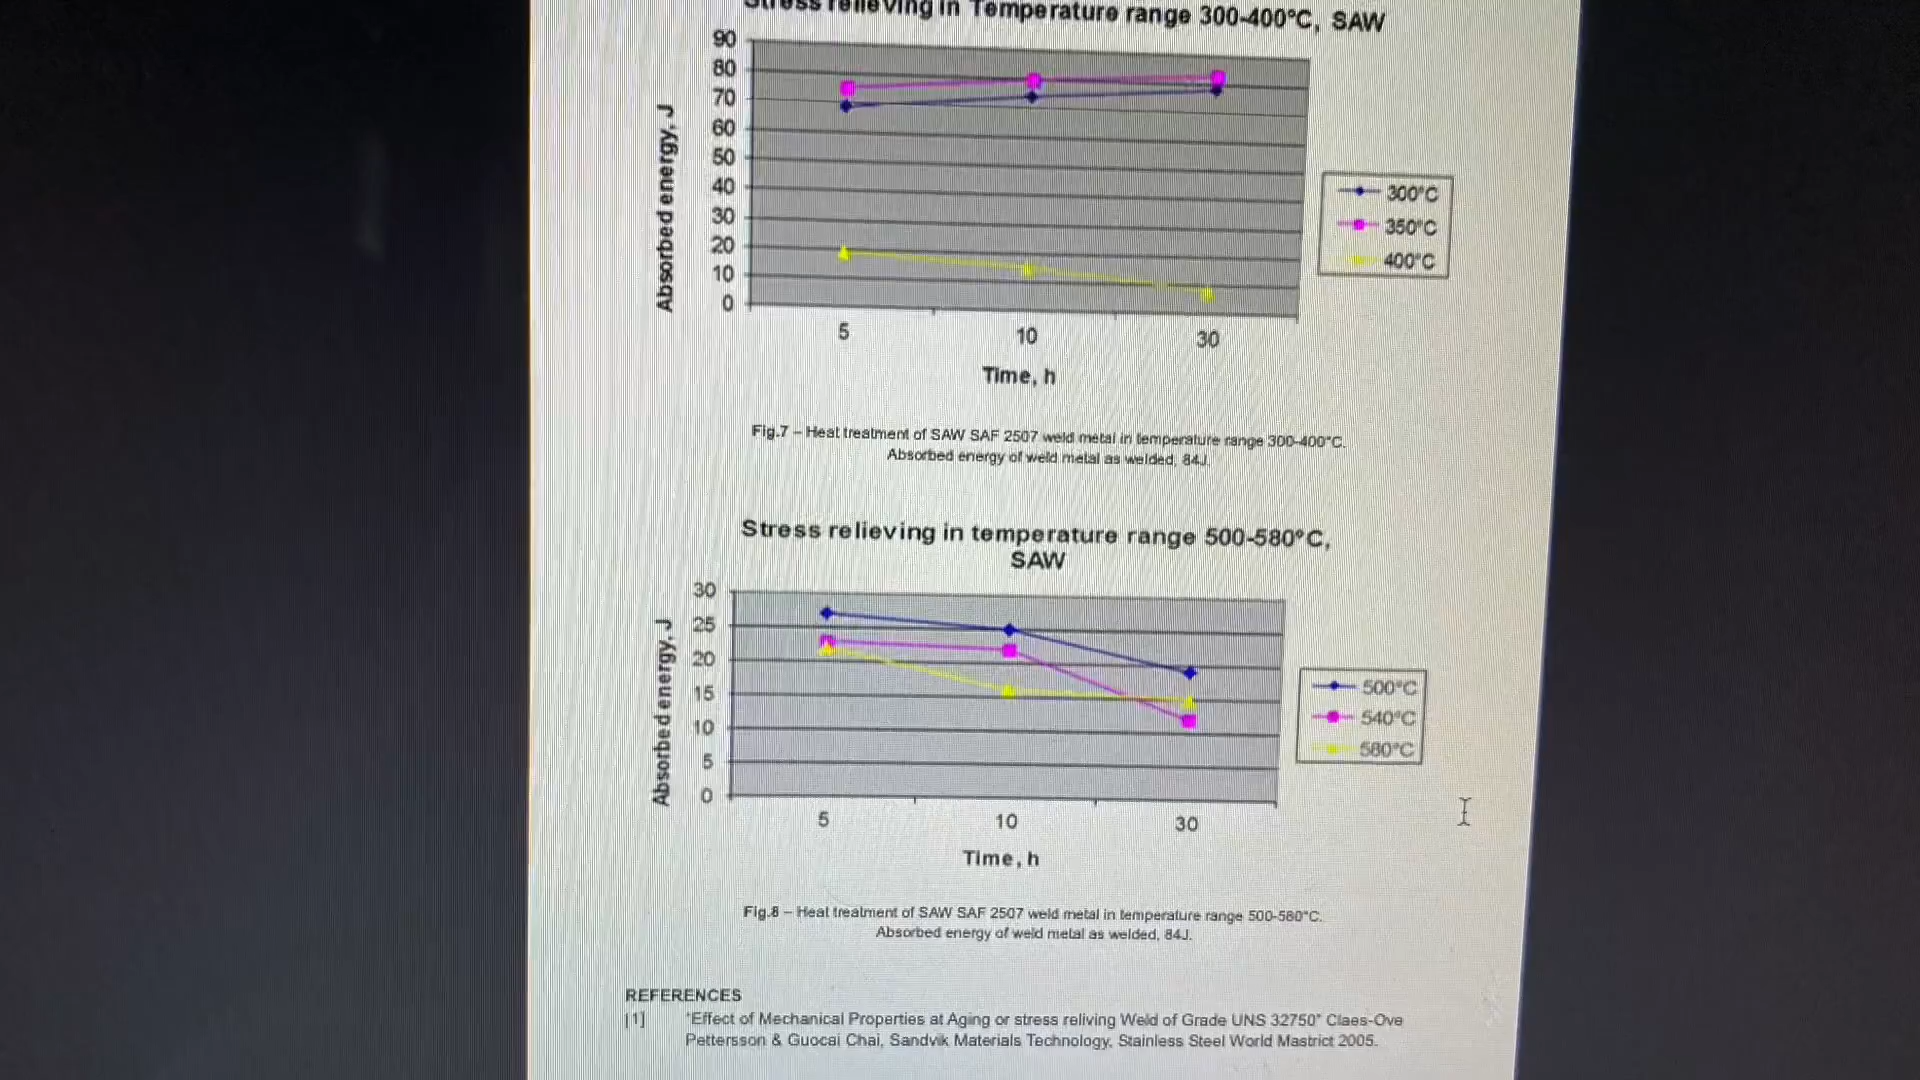 Stress relieving in Temperature range 300-400°C, SAW
90
80
70
60
50
40
30
20
10
0
Absorbed energy, J
5 10 30
Time, h
300°C
350°C
400°C
Fig.7 – Heat treatment of SAW SAF 2507 weld metal in temperature range 300-400°C.
Absorbed energy of weld metal as welded, 84J.
Stress relieving in temperature range 500-580°C,
SAW
30
25
20
15
10
5
0
Absorbed energy, J
5 10 30
Time, h
500°C
540°C
580°C
Fig.8 – Heat treatment of SAW SAF 2507 weld metal in temperature range 500-580°C.
Absorbed energy of weld metal as welded, 84J.
REFERENCES
[1] "Effect of Mechanical Properties at Aging or stress reliving Weld of Grade UNS 32750" Claes-Ove
Pettersson & Guocai Chai, Sandvik Materials Technology, Stainless Steel World Mastrict 2005.